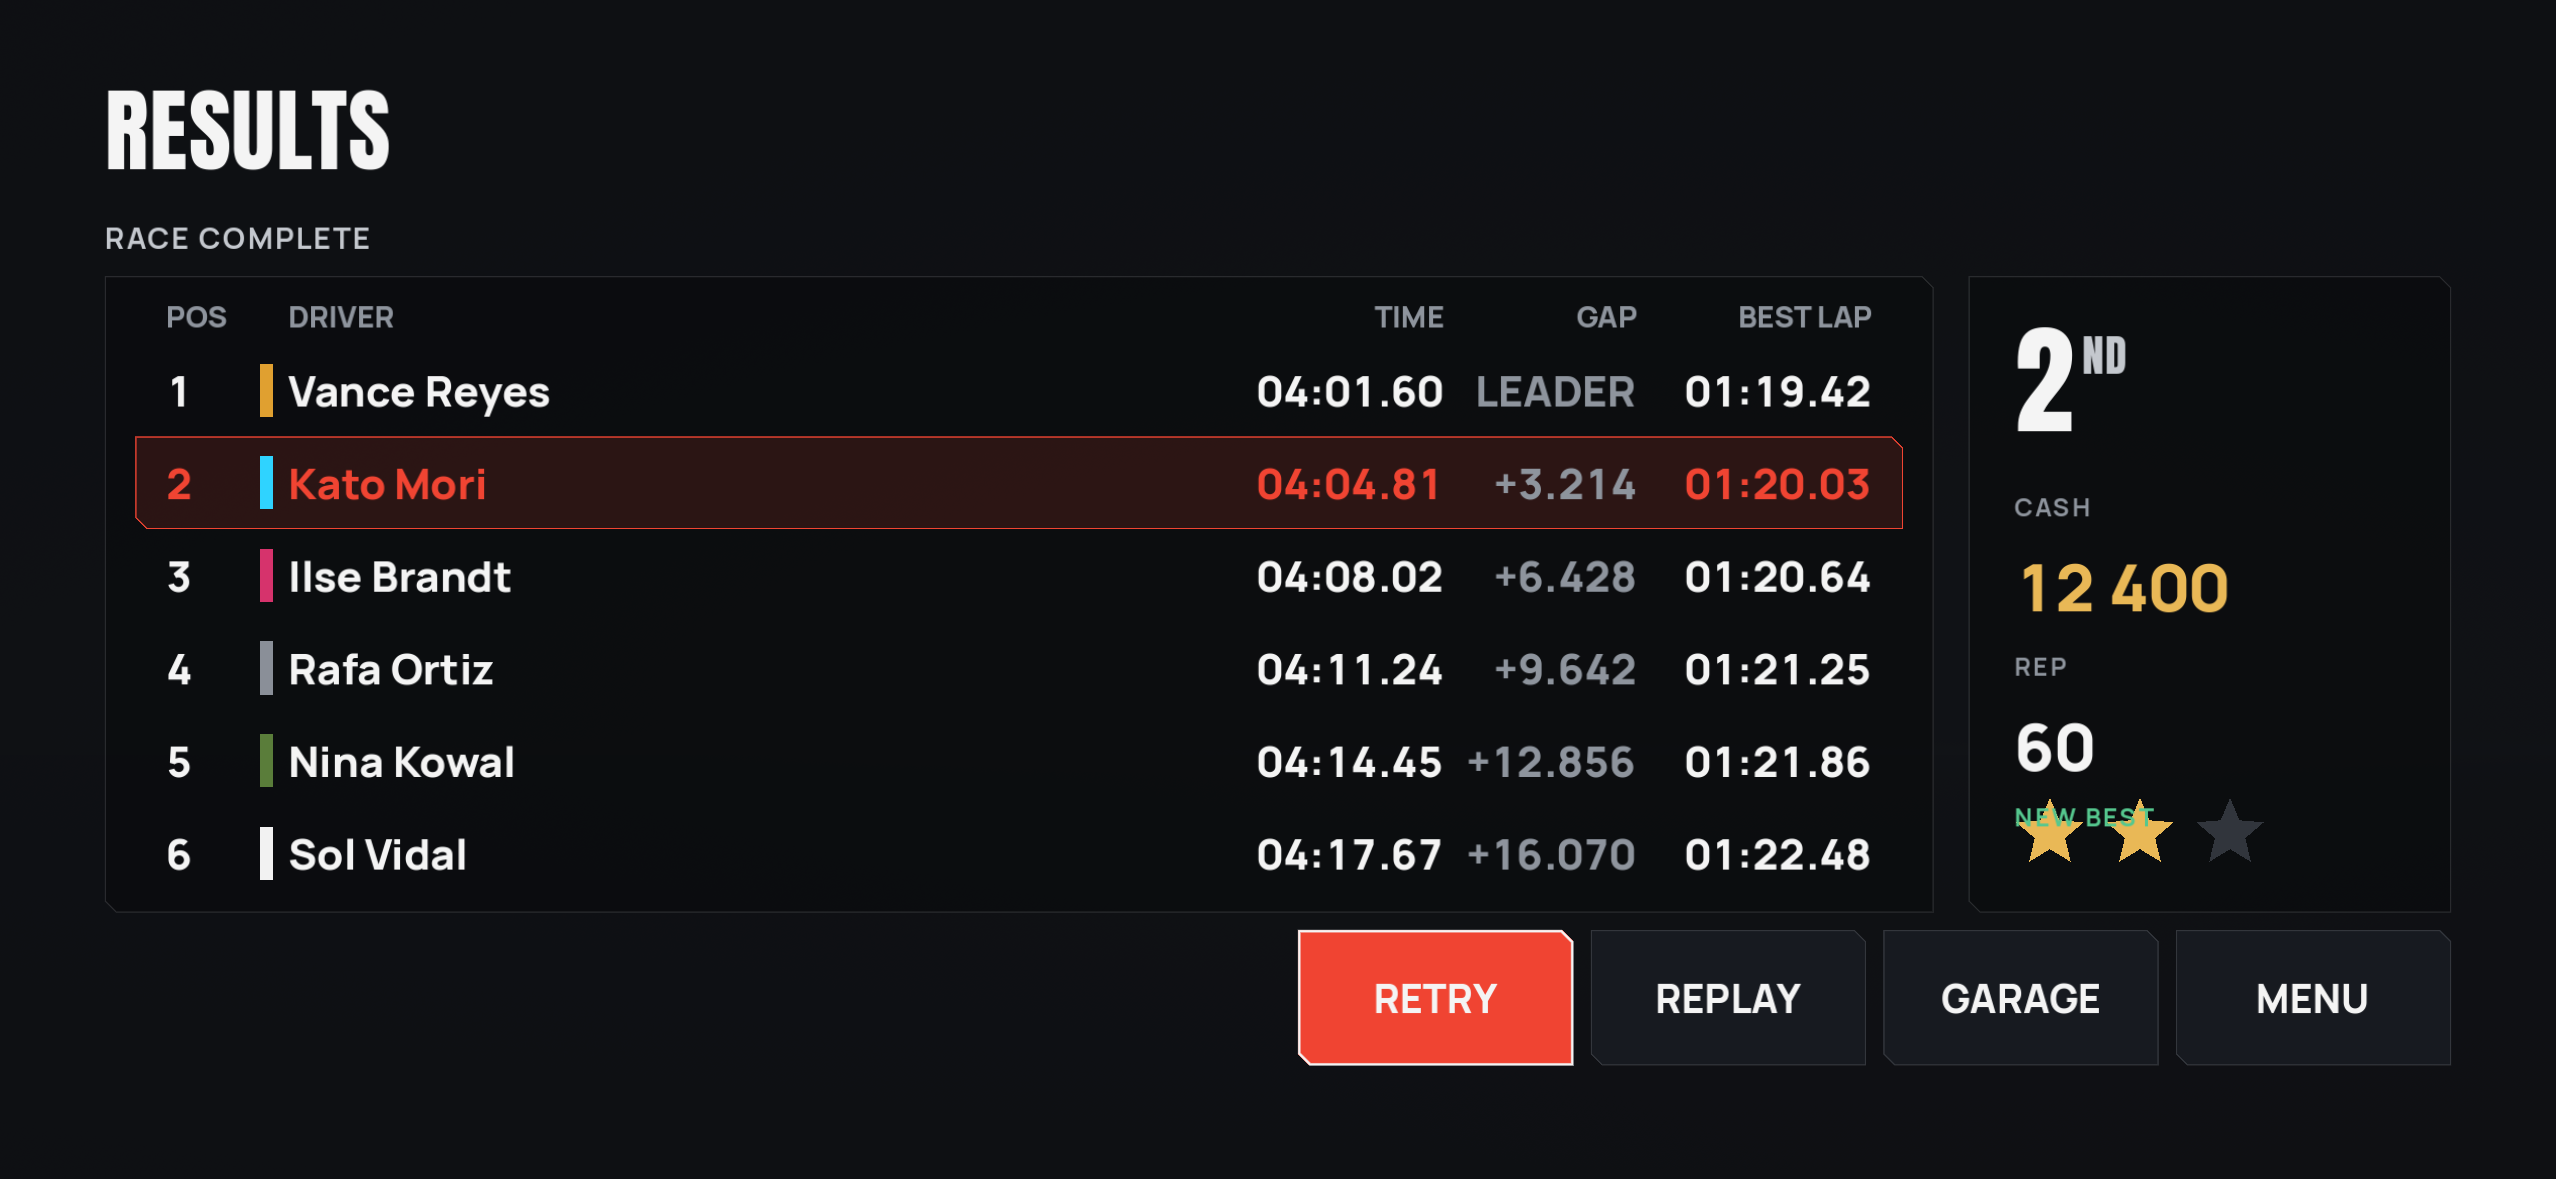 RESULTS
RACE COMPLETE
POS DRIVER TIME GAP BEST LAP
1 Vance Reyes 04:01.60 LEADER 01:19.42
2 Kato Mori 04:04.81 +3.214 01:20.03
3 Ilse Brandt 04:08.02 +6.428 01:20.64
4 Rafa Ortiz 04:11.24 +9.642 01:21.25
5 Nina Kowal 04:14.45 +12.856 01:21.86
6 Sol Vidal 04:17.67 +16.070 01:22.48
2ND
CASH
12 400
REP
60
NEW BEST
RETRY REPLAY GARAGE MENU